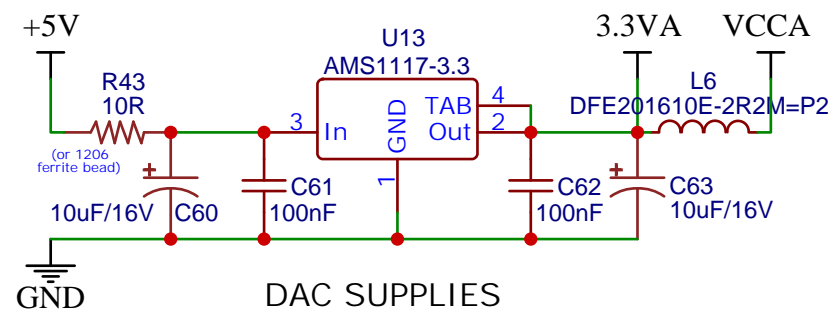 +5V
U13
AMS1117-3.3
3.3VA
VCCA
R43
10R
(or 1206
ferrite bead)
3
In
GND
1
TAB
4
Out
2
L6
DFE201610E-2R2M=P2
+
10uF/16V
C60
C61
100nF
C62
100nF
+
C63
10uF/16V
GND
DAC SUPPLIES